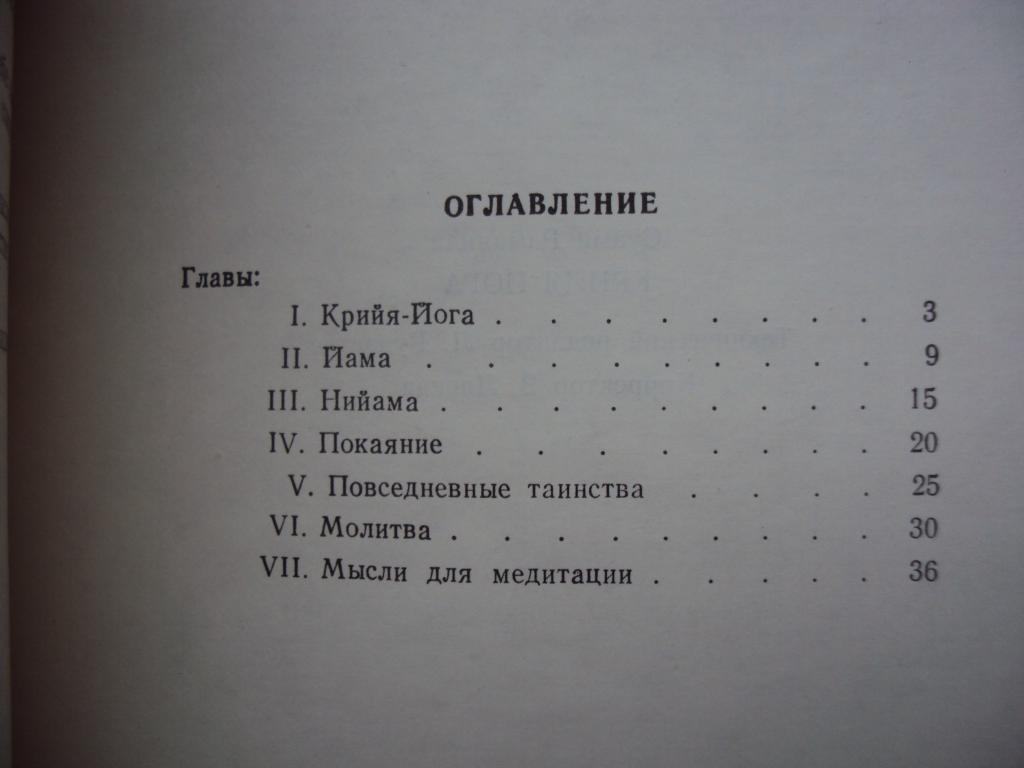 ОГЛАВЛЕНИЕ
Главы:
I. Крийя-Йога . . . . . . . . 3
II. Йама . . . . . . . . . 9
III. Нийама . . . . . . . . . 15
IV. Покаяние . . . . . . . . 20
V. Повседневные таинства . . . . 25
VI. Молитва . . . . . . . . . 30
VII. Мысли для медитации . . . . . 36